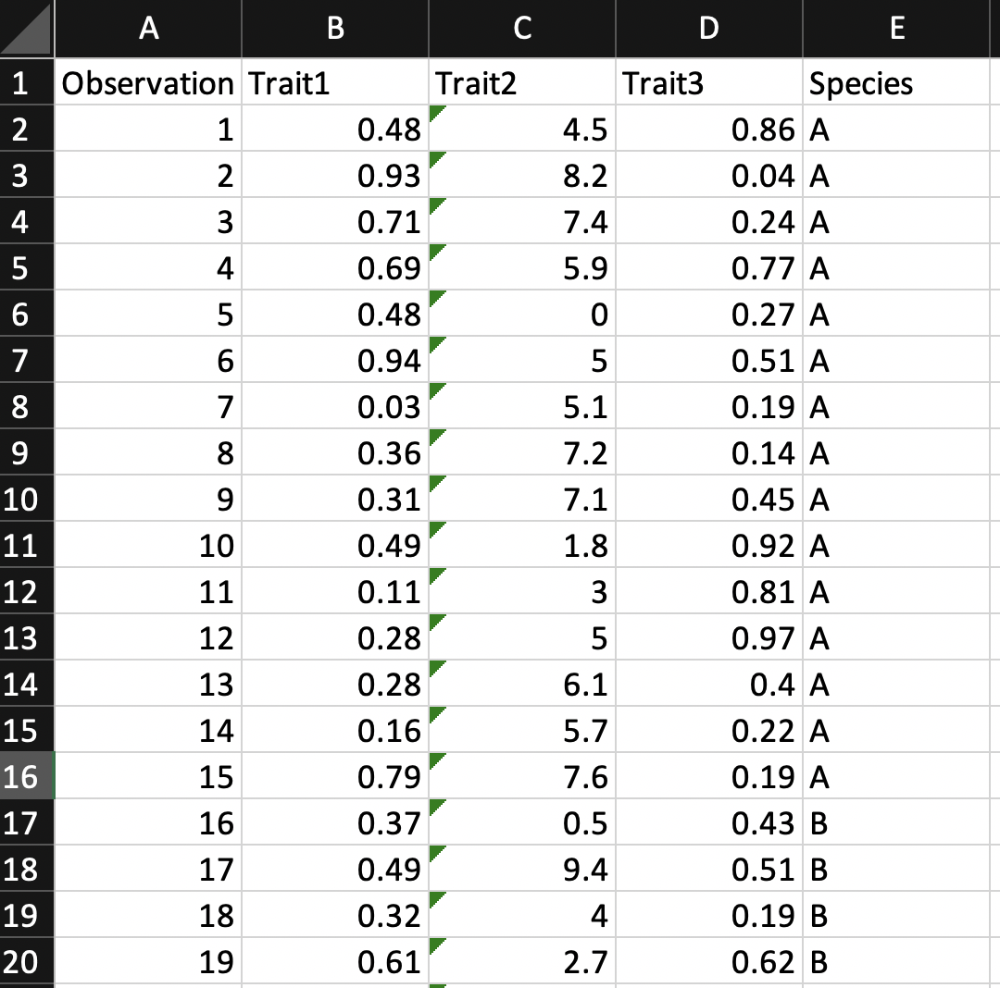 A B C D E
1 Observation Trait1 Trait2 Trait3 Species
2 1 0.48 4.5 0.86 A
3 2 0.93 8.2 0.04 A
4 3 0.71 7.4 0.24 A
5 4 0.69 5.9 0.77 A
6 5 0.48 0 0.27 A
7 6 0.94 5 0.51 A
8 7 0.03 5.1 0.19 A
9 8 0.36 7.2 0.14 A
10 9 0.31 7.1 0.45 A
11 10 0.49 1.8 0.92 A
12 11 0.11 3 0.81 A
13 12 0.28 5 0.97 A
14 13 0.28 6.1 0.4 A
15 14 0.16 5.7 0.22 A
16 15 0.79 7.6 0.19 A
17 16 0.37 0.5 0.43 B
18 17 0.49 9.4 0.51 B
19 18 0.32 4 0.19 B
20 19 0.61 2.7 0.62 B